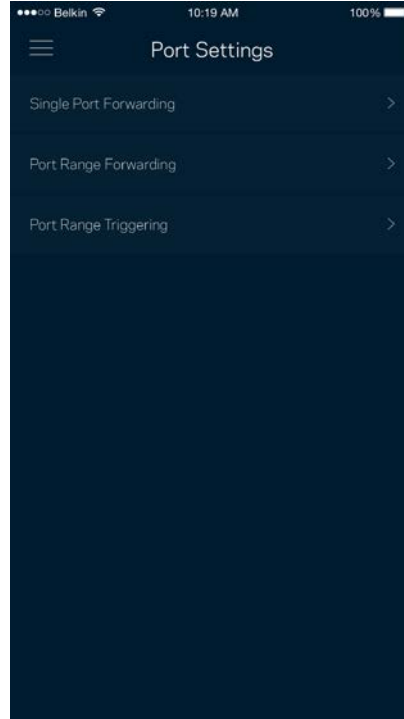 Belkin 10:19 AM 100%
Port Settings
Single Port Forwarding
Port Range Forwarding
Port Range Triggering